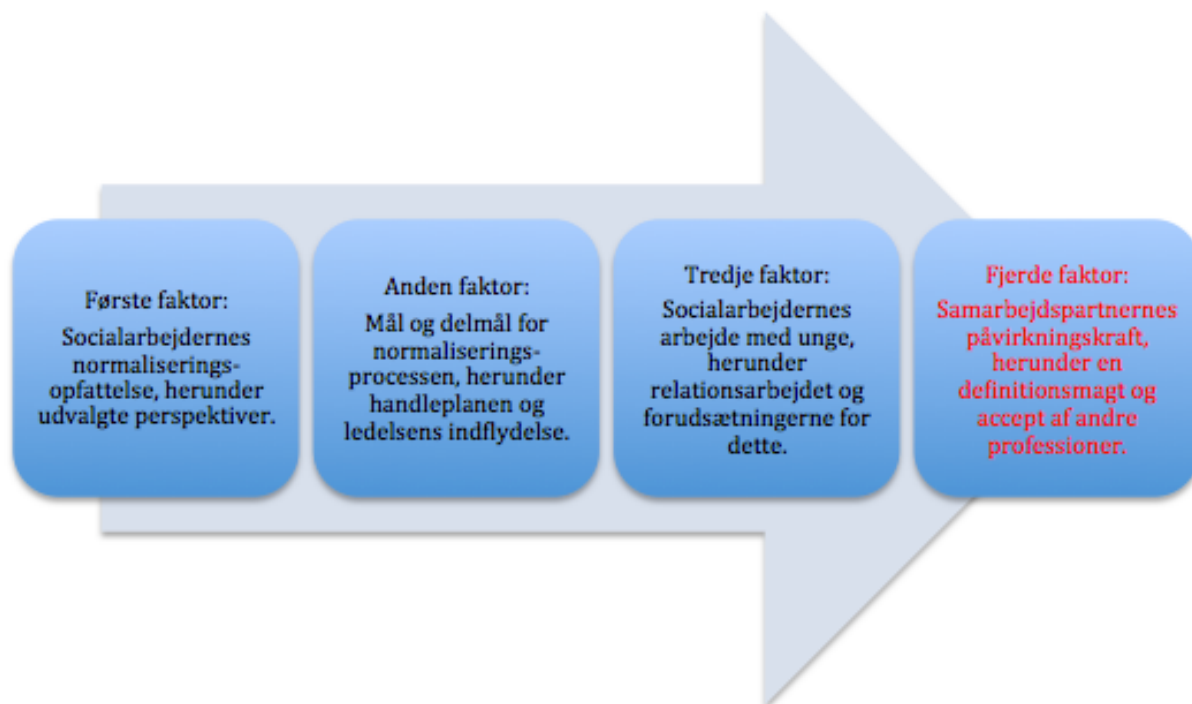 Første faktor:
Socialarbejdernes
normaliserings-
opfattelse, herunder
udvalgte perspektiver.
Anden faktor:
Mål og delmål for
normaliserings-
processen, herunder
handleplanen og
ledelsens indflydelse.
Tredje faktor:
Socialarbejdernes
arbejde med unge,
herunder
relationsarbejdet og
forudsætningerne for
dette.
Fjerde faktor:
Samarbejdspartnernes
påvirkningskraft,
herunder en
definitionsmagt og
accept af andre
professioner.